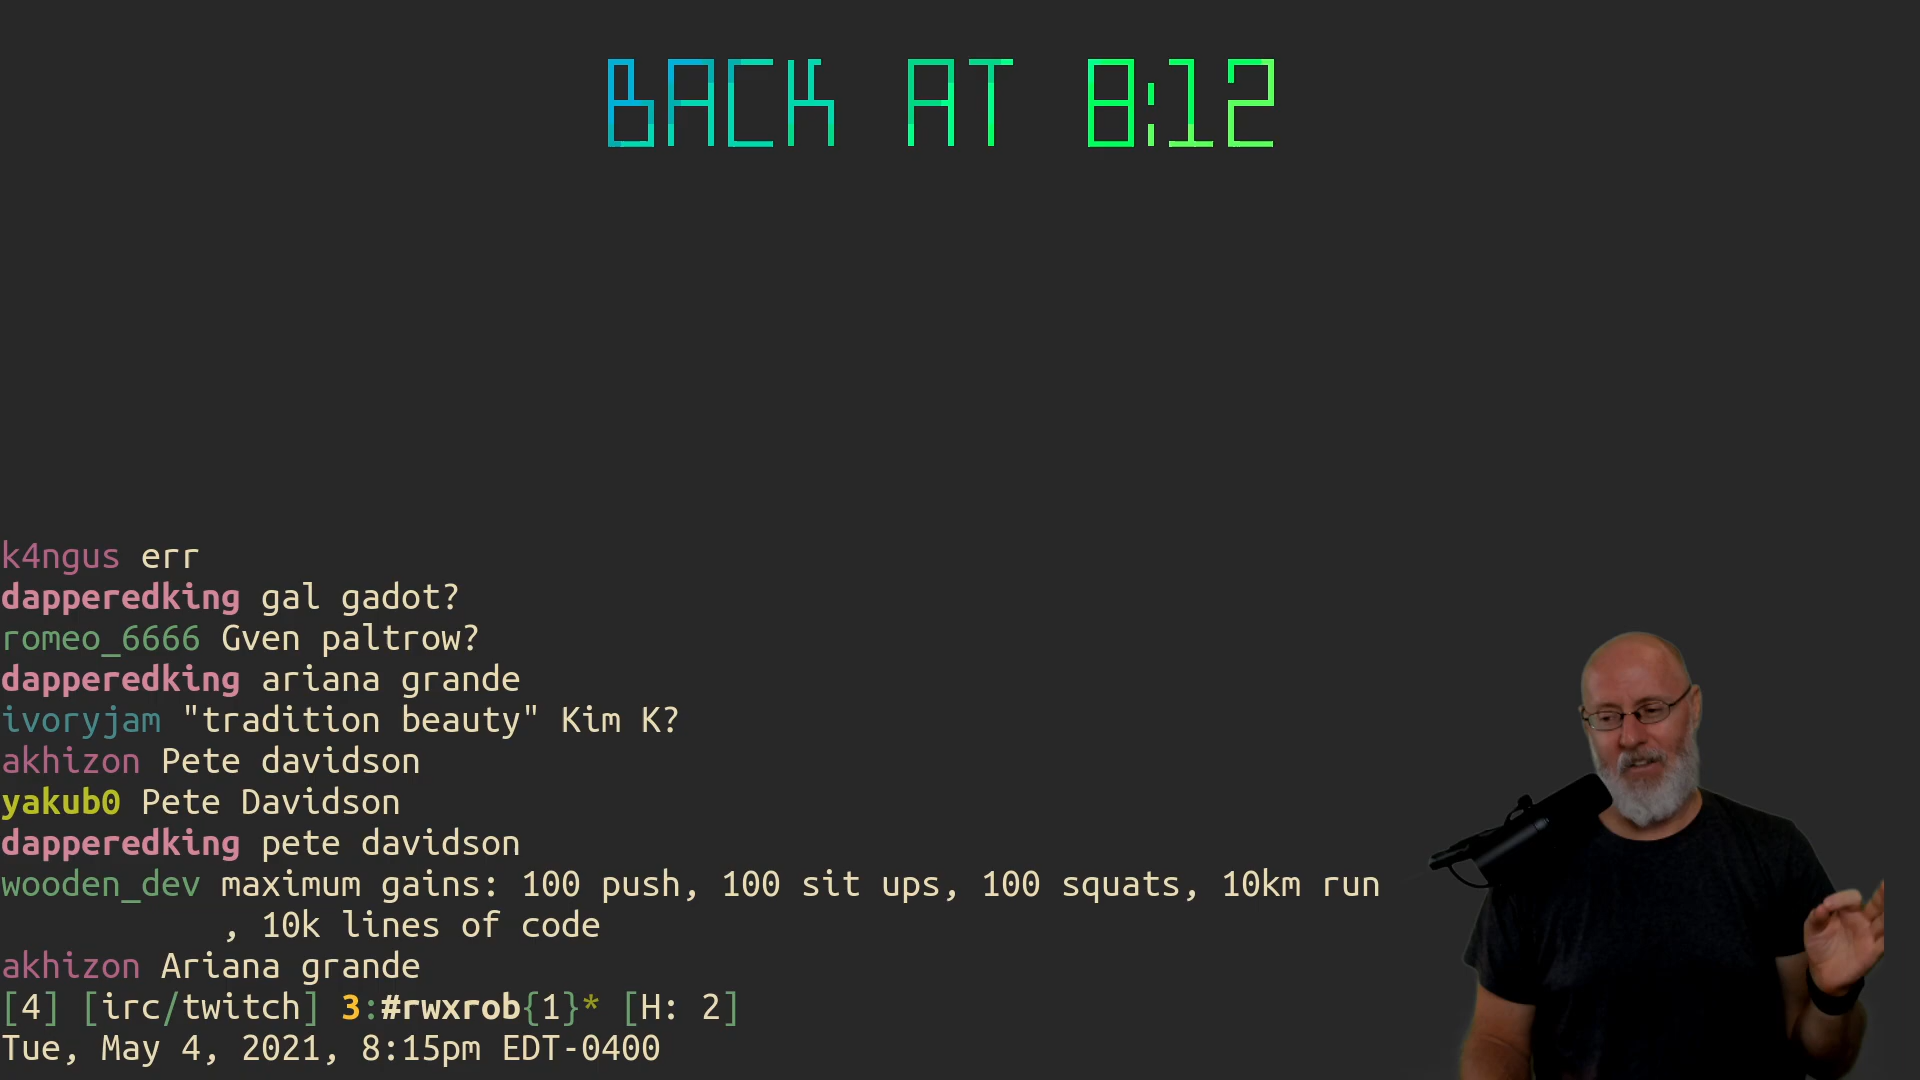 BACK AT 8:12
k4ngus err
dapperedking gal gadot?
romeo_6666 Gven paltrow?
dapperedking ariana grande
ivoryjam "tradition beauty" Kim K?
akhizon Pete davidson
yakub0 Pete Davidson
dapperedking pete davidson
wooden_dev maximum gains: 100 push, 100 sit ups, 100 squats, 10km run
, 10k lines of code
akhizon Ariana grande
[4] [irc/twitch] 3:#rwxrob{1}* [H: 2]
Tue, May 4, 2021, 8:15pm EDT-0400